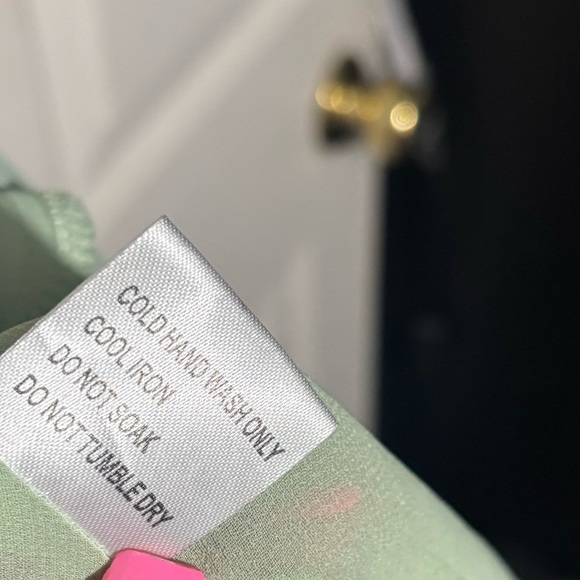 COLD HAND WASH ONLY
COOL IRON
DO NOT SOAK
DO NOT TUMBLE DRY